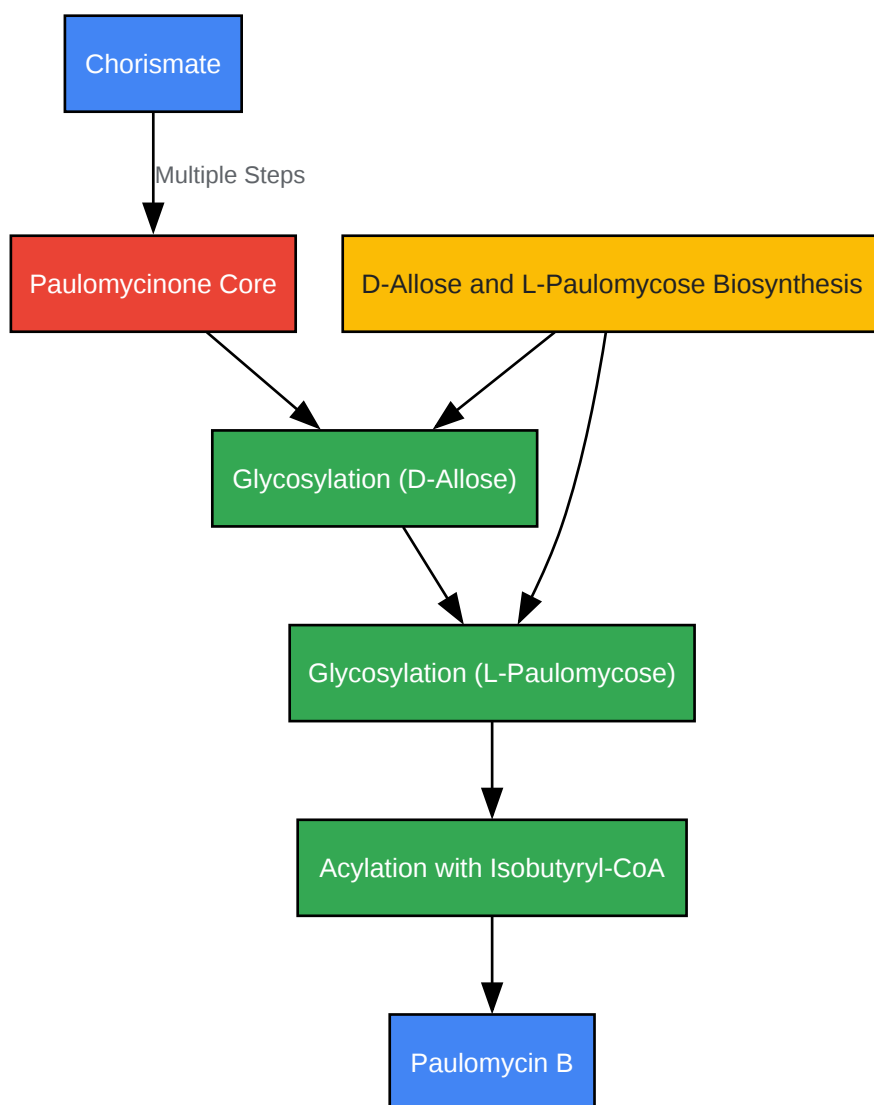 Chorismate
Multiple Steps
Paulomycinone Core
D-Allose and L-Paulomycose Biosynthesis
Glycosylation (D-Allose)
Glycosylation (L-Paulomycose)
Acylation with Isobutyryl-CoA
Paulomycin B